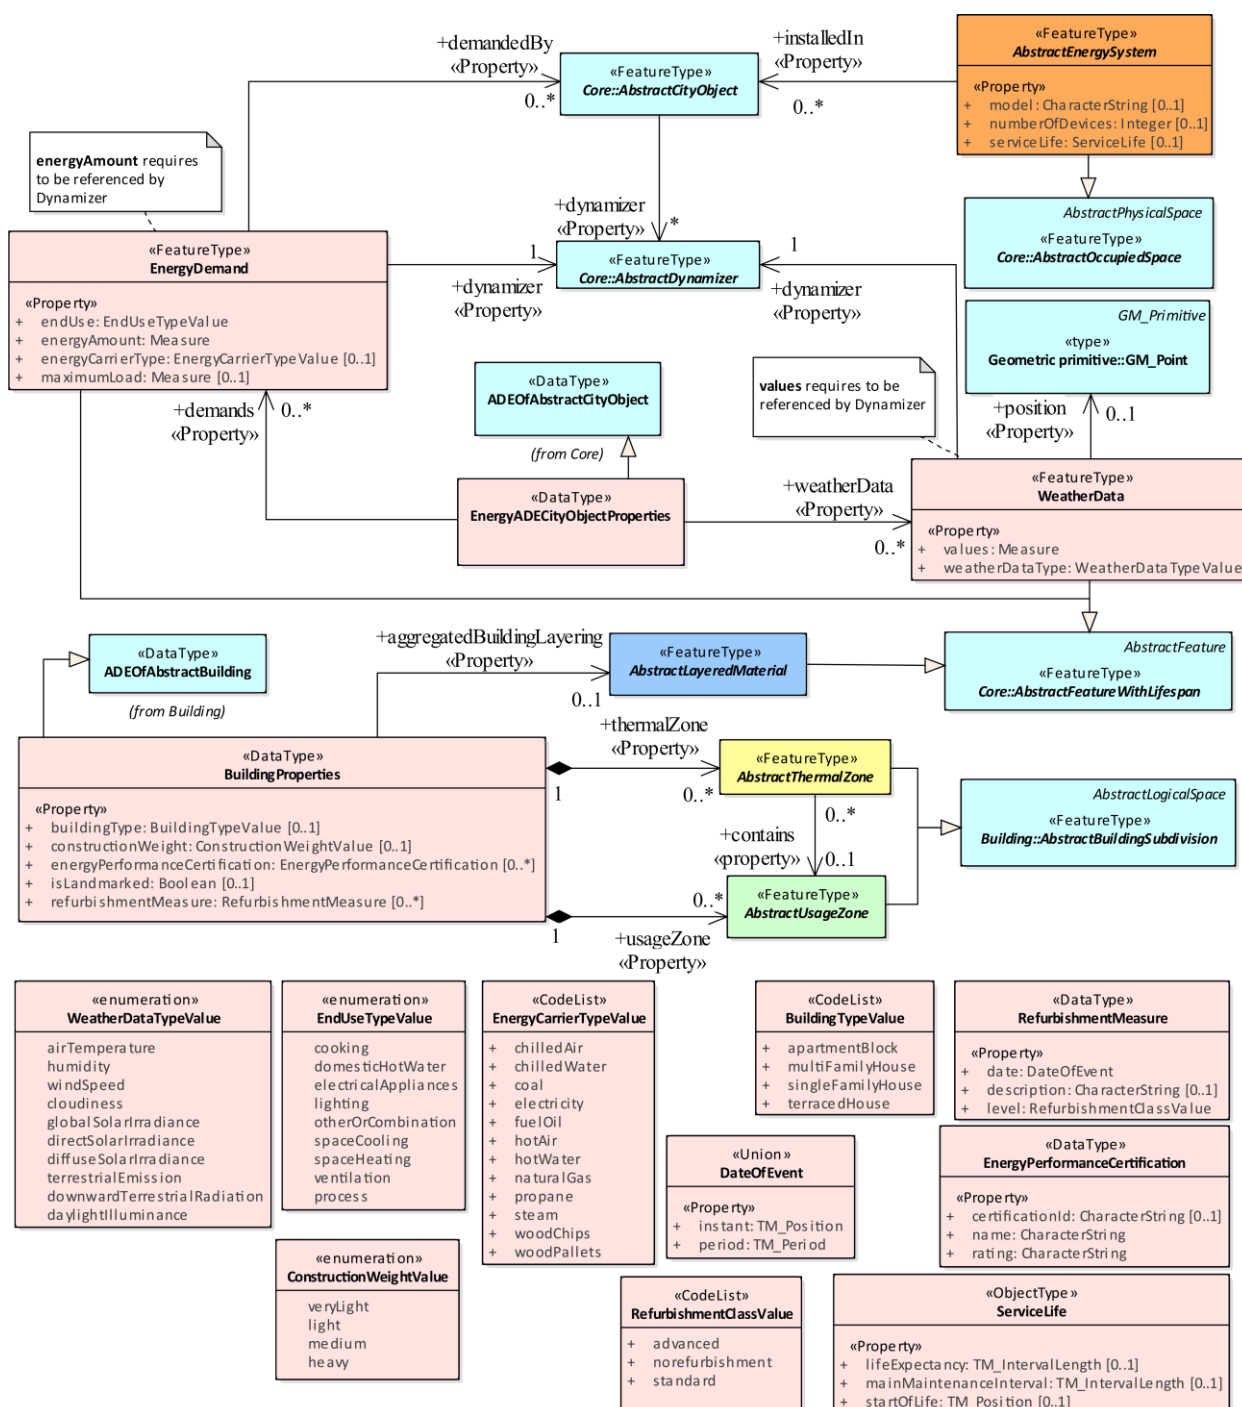 +demandedBy
«Property»
0..*
«FeatureType»
Core::AbstractCityObject
+installedIn
«Property»
0..*
«FeatureType»
AbstractEnergySystem
«Property»
+ model: CharacterString [0..1]
+ numberOfDevices: Integer [0..1]
+ serviceLife: ServiceLife [0..1]
energyAmount requires
to be referenced by
Dynamizer
+dynamizer
«Property»
*
AbstractPhysicalSpace
«FeatureType»
Core::AbstractOccupiedSpace
«FeatureType»
EnergyDemand
«Property»
+ endUse: EndUseTypeValue
+ energyAmount: Measure
+ energyCarrierType: EnergyCarrierTypeValue [0..1]
+ maximumLoad: Measure [0..1]
1
+dynamizer
«Property»
«FeatureType»
Core::AbstractDynamizer
1
+dynamizer
«Property»
GM_Primitive
«type»
Geometric primitive::GM_Point
+demands
«Property»
0..*
«DataType»
ADEOfAbstractCityObject
(from Core)
values requires to be
referenced by Dynamizer
+position
«Property»
0..1
«DataType»
EnergyADECityObjectProperties
+weatherData
«Property»
0..*
«FeatureType»
WeatherData
«Property»
+ values: Measure
+ weatherDataType: WeatherDataTypeValue
«DataType»
ADEOfAbstractBuilding
(from Building)
+aggregatedBuildingLayering
«Property»
0..1
«FeatureType»
AbstractLayeredMaterial
AbstractFeature
«FeatureType»
Core::AbstractFeatureWithLifespan
«DataType»
BuildingProperties
«Property»
+ buildingType: BuildingTypeValue [0..1]
+ constructionWeight: ConstructionWeightValue [0..1]
+ energyPerformanceCertification: EnergyPerformanceCertification [0..*]
+ isLandmarked: Boolean [0..1]
+ refurbishmentMeasure: RefurbishmentMeasure [0..*]
+thermalZone
«Property»
1
0..*
«FeatureType»
AbstractThermalZone
0..*
+contains
«property»
0..1
AbstractLogicalSpace
«FeatureType»
Building::AbstractBuildingSubdivision
0..*
1
+usageZone
«Property»
«FeatureType»
AbstractUsageZone
«enumeration»
WeatherDataTypeValue
airTemperature
humidity
windSpeed
cloudiness
globalSolarIrradiance
directSolarIrradiance
diffuseSolarIrradiance
terrestrialEmission
downwardTerrestrialRadiation
daylightIlluminance
«enumeration»
EndUseTypeValue
cooking
domesticHotWater
electricalAppliances
lighting
otherOrCombination
spaceCooling
spaceHeating
ventilation
process
«CodeList»
EnergyCarrierTypeValue
+ chilledAir
+ chilledWater
+ coal
+ electricity
+ fuelOil
+ hotAir
+ hotWater
+ naturalGas
+ propane
+ steam
+ woodChips
+ woodPallets
«CodeList»
BuildingTypeValue
+ apartmentBlock
+ multiFamilyHouse
+ singleFamilyHouse
+ terracedHouse
«DataType»
RefurbishmentMeasure
«Property»
+ date: DateOfEvent
+ description: CharacterString [0..1]
+ level: RefurbishmentClassValue
«Union»
DateOfEvent
«Property»
+ instant: TM_Position
+ period: TM_Period
«DataType»
EnergyPerformanceCertification
«Property»
+ certificationId: CharacterString [0..1]
+ name: CharacterString
+ rating: CharacterString
«enumeration»
ConstructionWeightValue
veryLight
light
medium
heavy
«CodeList»
RefurbishmentClassValue
+ advanced
+ norefurbishment
+ standard
«ObjectType»
ServiceLife
«Property»
+ lifeExpectancy: TM_IntervalLength [0..1]
+ mainMaintenanceInterval: TM_IntervalLength [0..1]
+ startOfLife: TM_Position [0..1]